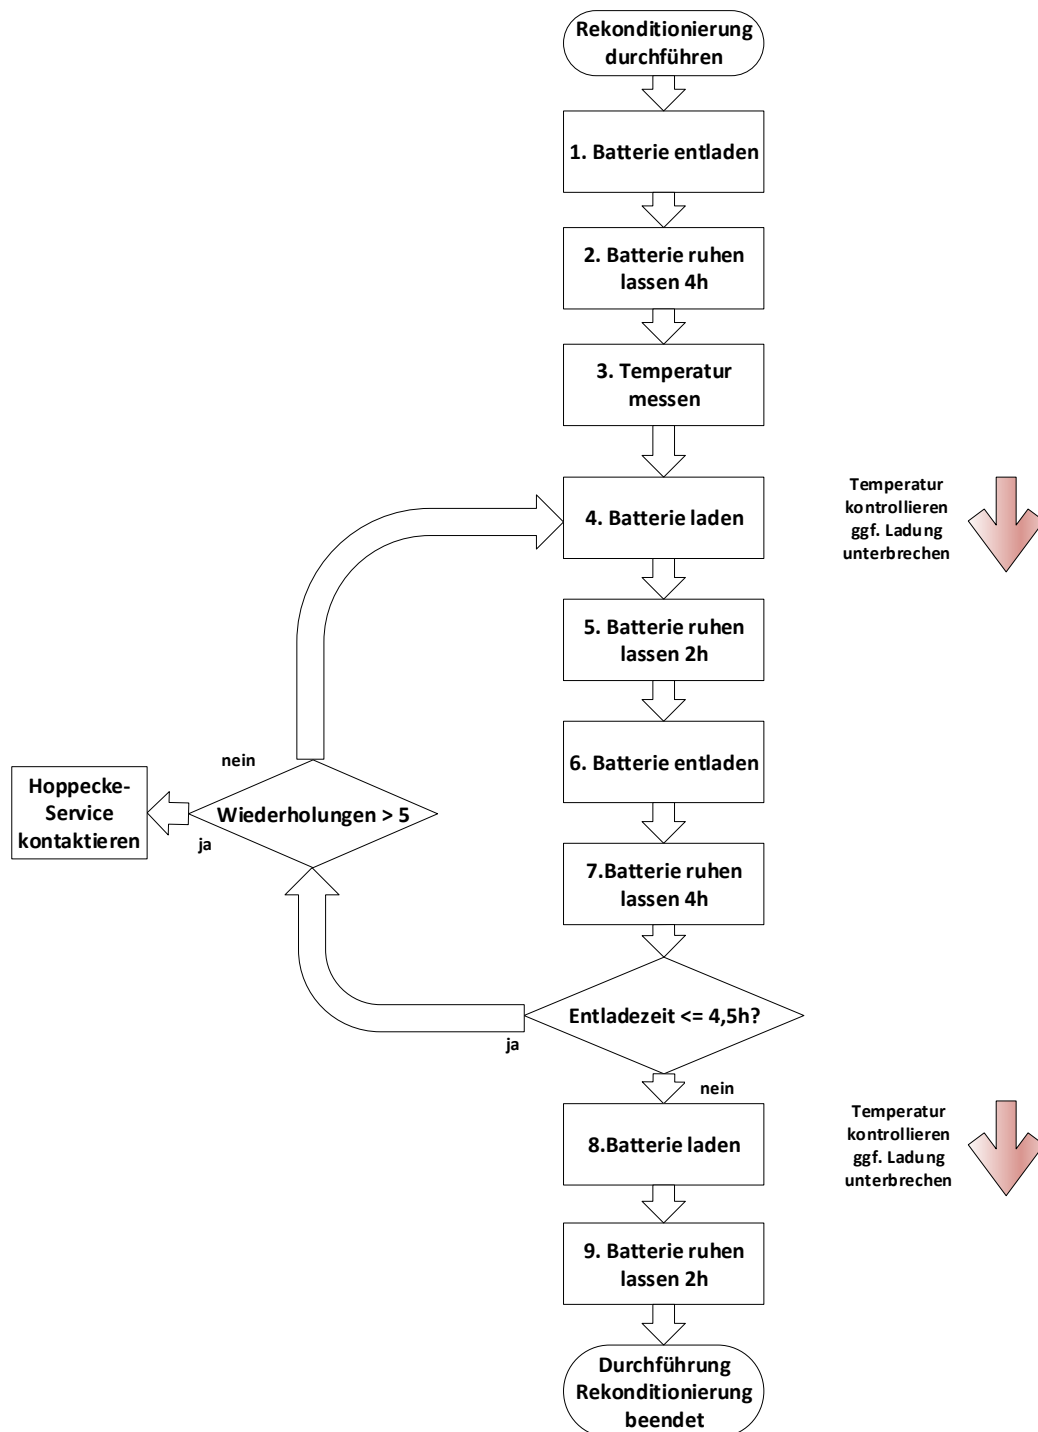 Rekonditionierung
durchführen
1. Batterie entladen
2. Batterie ruhen
lassen 4h
3. Temperatur
messen
4. Batterie laden
Temperatur
kontrollieren
ggf. Ladung
unterbrechen
5. Batterie ruhen
lassen 2h
6. Batterie entladen
nein
Hoppecke-
Service
kontaktieren
Wiederholungen > 5
ja
7.Batterie ruhen
lassen 4h
Entladezeit <= 4,5h?
ja
nein
8.Batterie laden
Temperatur
kontrollieren
ggf. Ladung
unterbrechen
9. Batterie ruhen
lassen 2h
Durchführung
Rekonditionierung
beendet